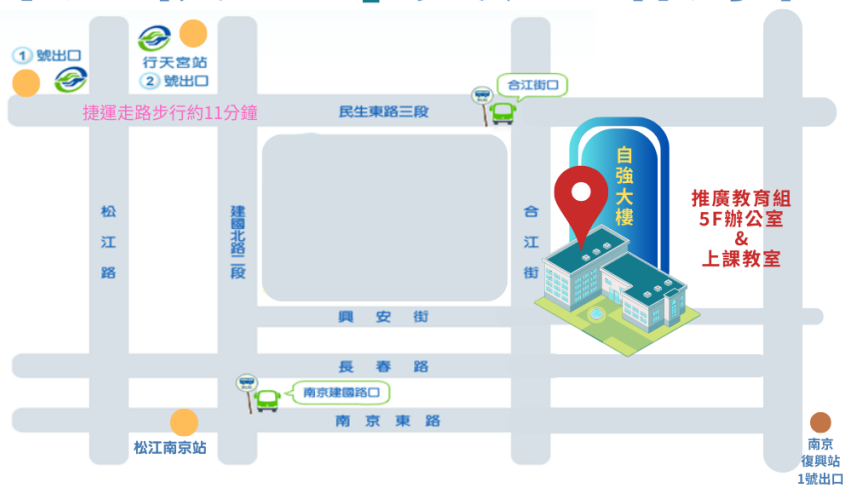 1 號出口
行天宮站
2 號出口
合江街口
捷運走路步行約11分鐘
民生東路三段
自強大樓
推廣教育組
5F辦公室
&
上課教室
松江路
建國北路二段
合江街
興安街
長春路
南京建國路口
南京東路
松江南京站
南京
復興站
1號出口